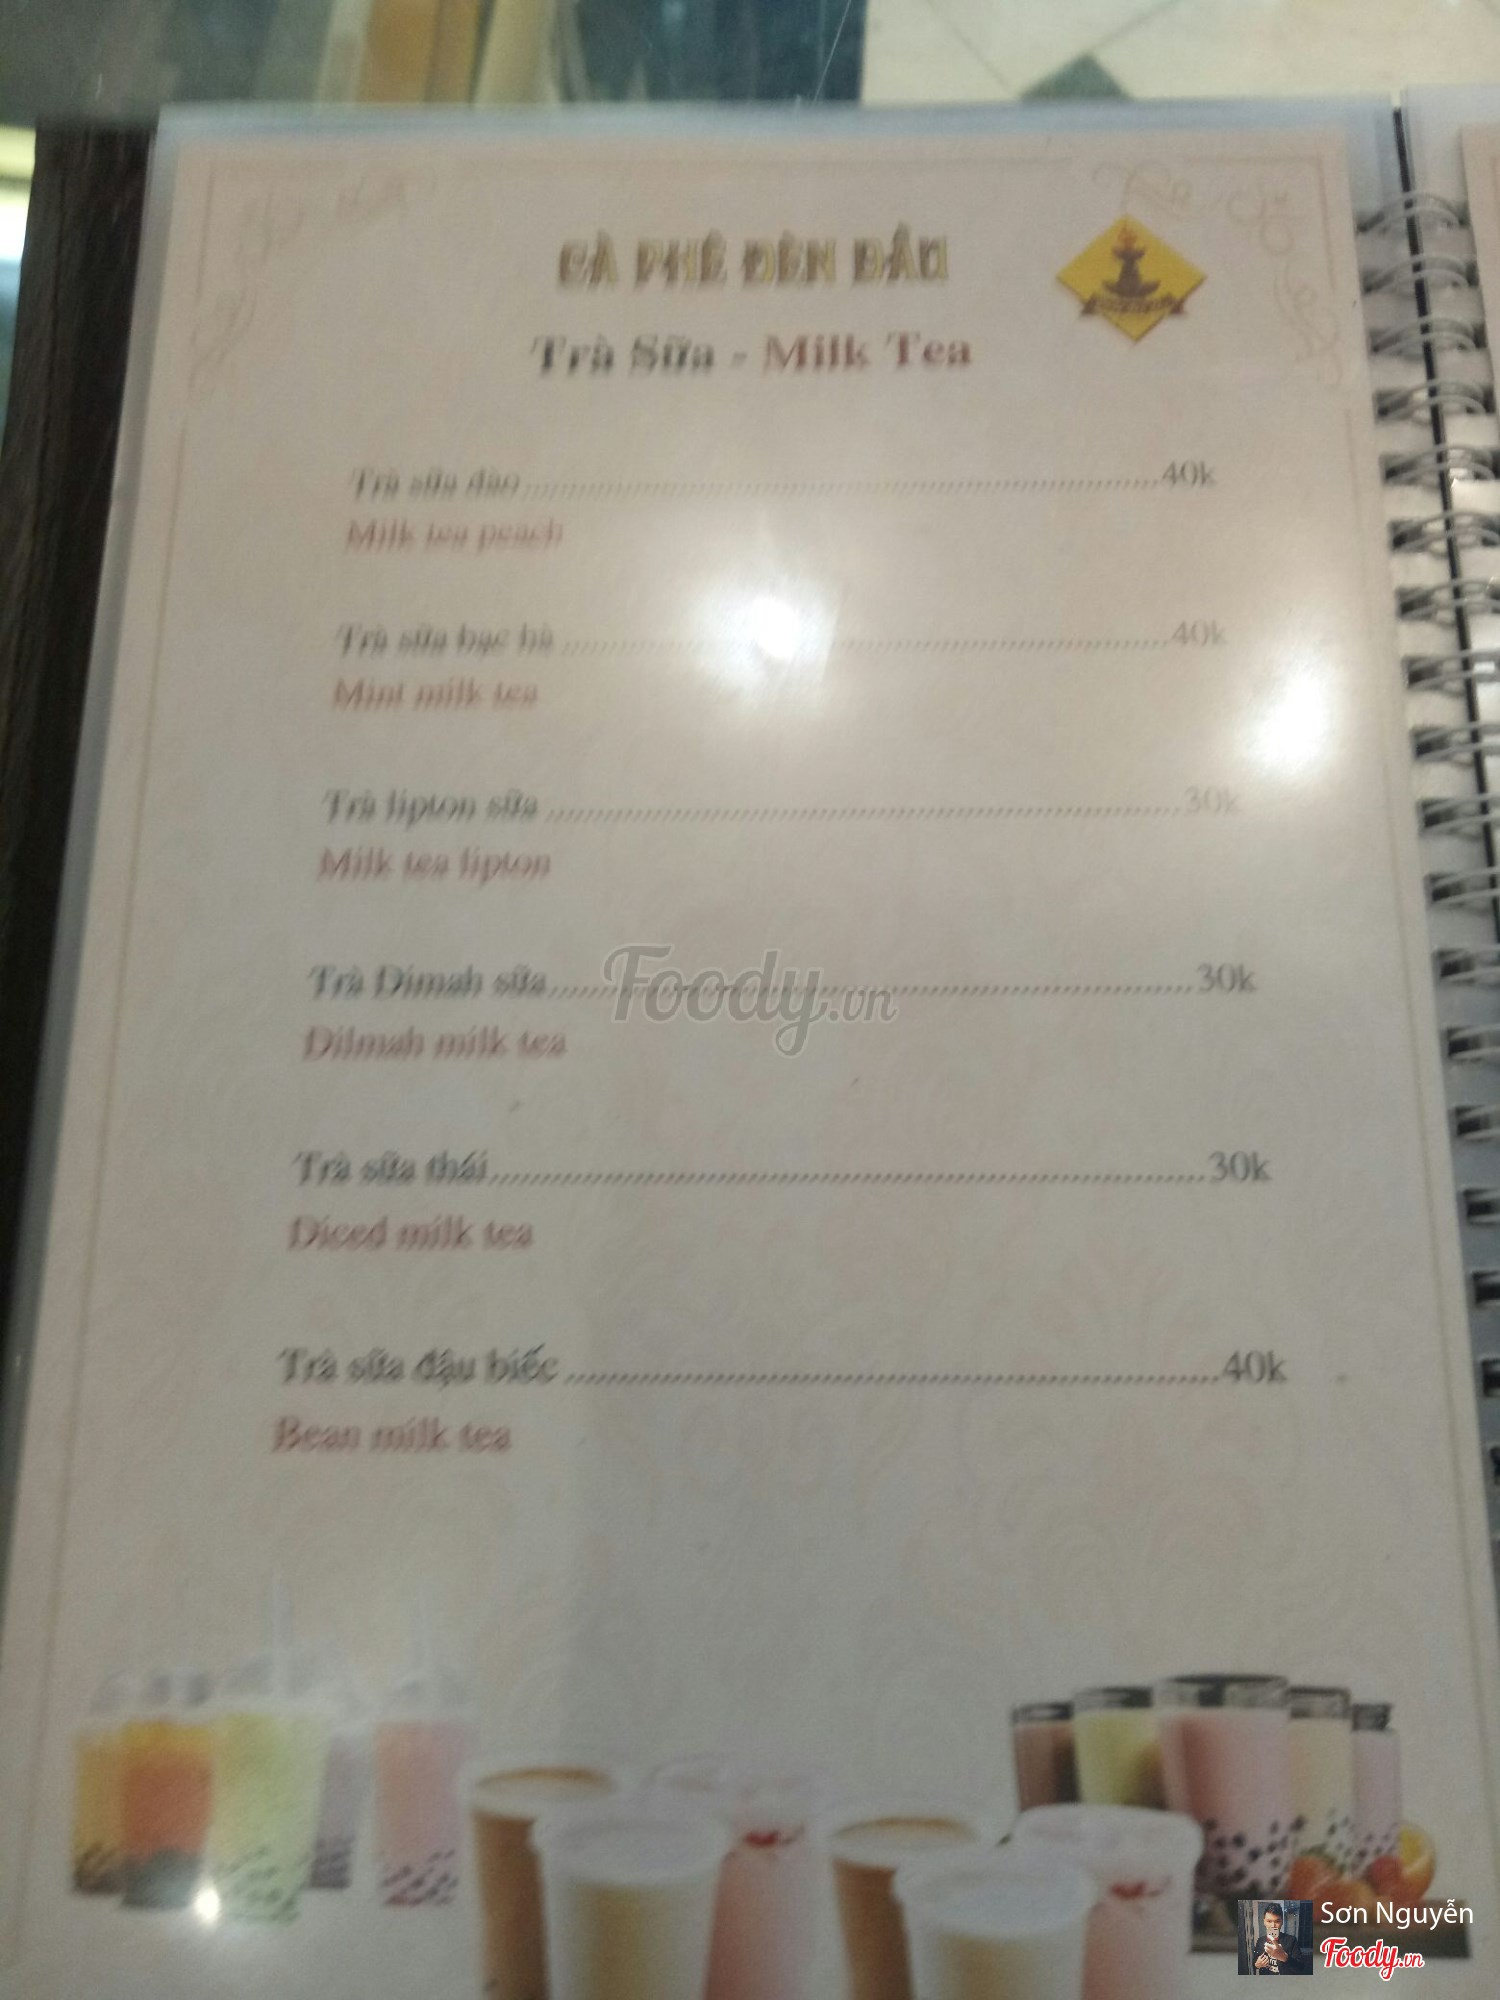 CÀ PHÊ ĐÈN DẦU
Trà Sữa - Milk Tea
Trà sữa đào 40k
Milk tea peach
Trà sữa bạc hà 40k
Mint milk tea
Trà lipton sữa 30k
Milk tea lipton
Trà Dimah sữa 30k
Dilmah milk tea
Trà sữa thái 30k
Diced milk tea
Trà sữa đậu biếc 40k
Bean milk tea
Foody.vn
Sơn Nguyễn
Foody.vn